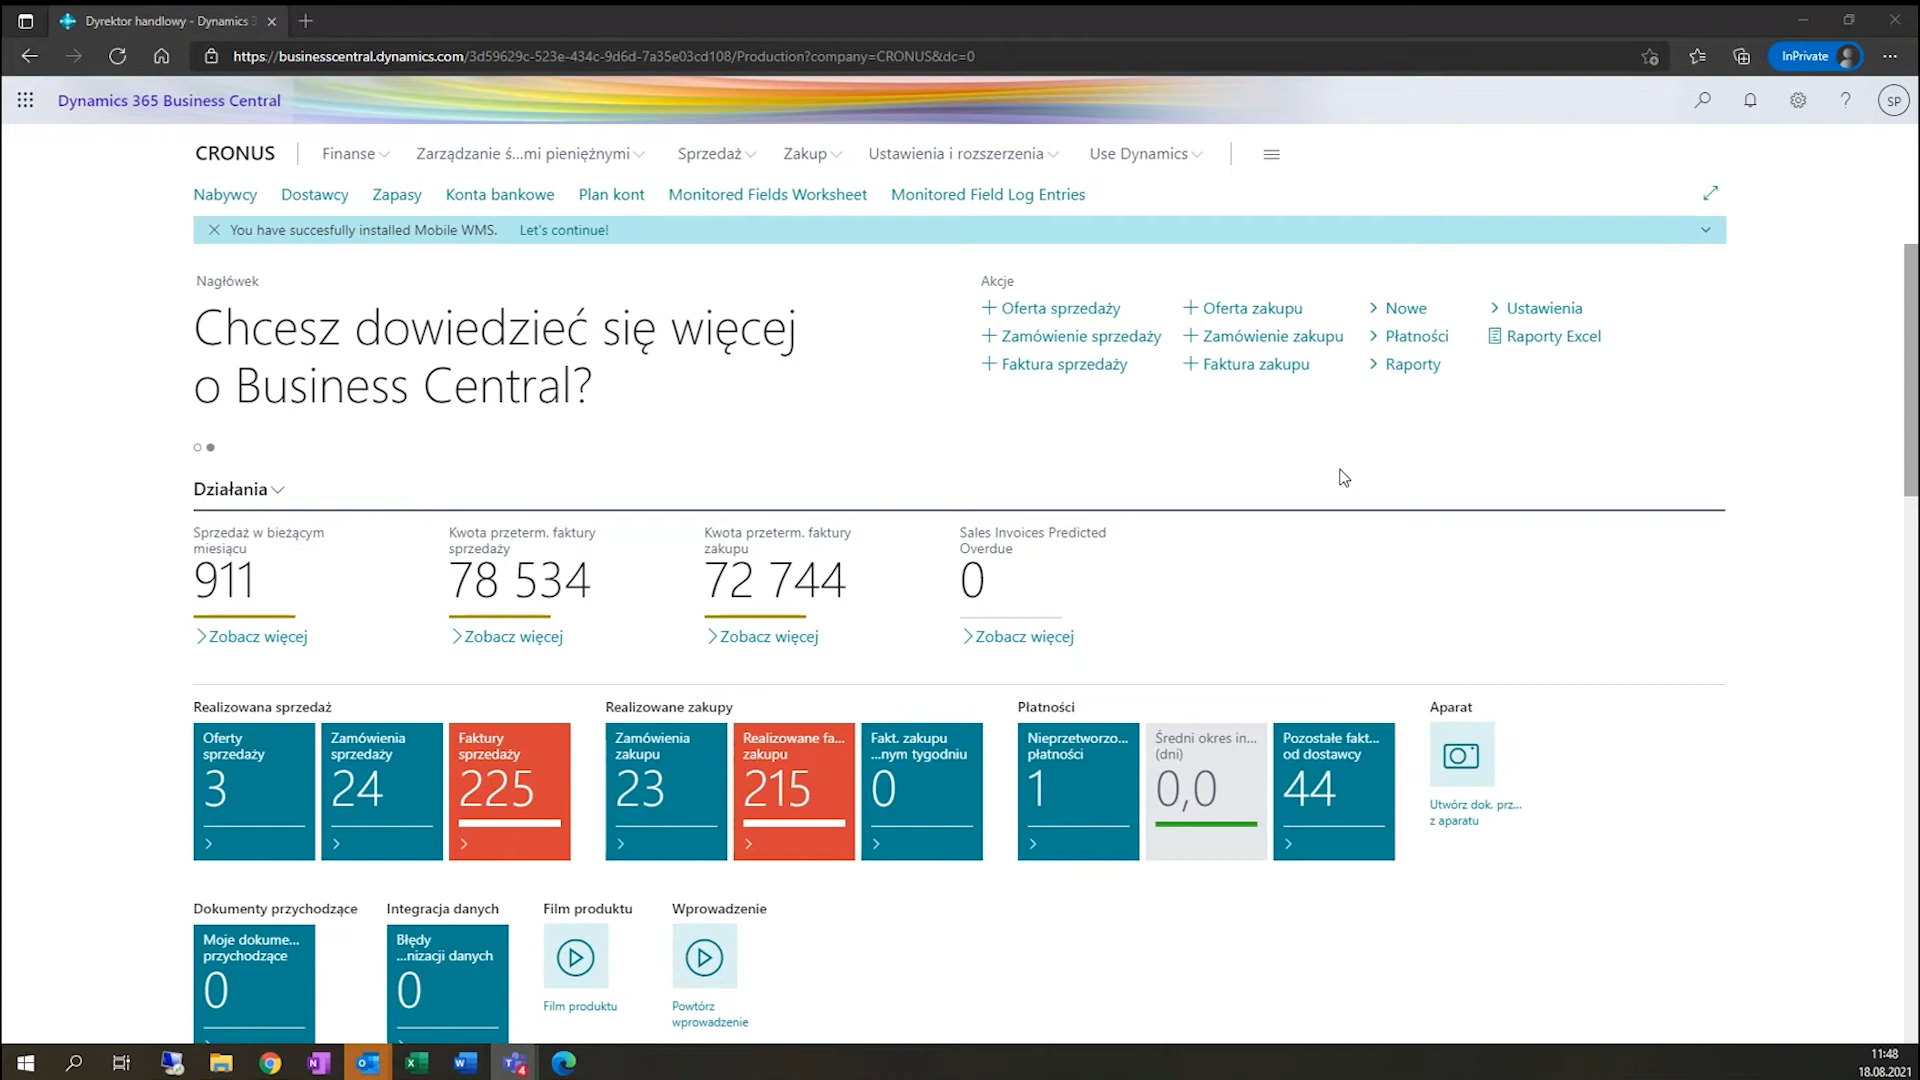 Dyrektor handlowy - Dynamics 3
https://businesscentral.dynamics.com/3d59629c-523e-434c-9d6d-7a35e03cd108/Production?company=CRONUS&dc=0
InPrivate
Dynamics 365 Business Central
SP
CRONUS
Finanse
Zarządzanie ś...mi pieniężnymi
Sprzedaż
Zakup
Ustawienia i rozszerzenia
Use Dynamics
Nabywcy
Dostawcy
Zapasy
Konta bankowe
Plan kont
Monitored Fields Worksheet
Monitored Field Log Entries
You have succesfully installed Mobile WMS. Let's continue!
Nagłówek
Chcesz dowiedzieć się więcej
o Business Central?
Akcje
Oferta sprzedaży
Oferta zakupu
Nowe
Ustawienia
Zamówienie sprzedaży
Zamówienie zakupu
Płatności
Raporty Excel
Faktura sprzedaży
Faktura zakupu
Raporty
Działania
Sprzedaż w bieżącym
miesiącu
911
Zobacz więcej
Kwota przeterm. faktury
sprzedaży
78 534
Zobacz więcej
Kwota przeterm. faktury
zakupu
72 744
Zobacz więcej
Sales Invoices Predicted
Overdue
0
Zobacz więcej
Realizowana sprzedaż
Oferty
sprzedaży
3
Zamówienia
sprzedaży
24
Faktury
sprzedaży
225
Realizowane zakupy
Zamówienia
zakupu
23
Realizowane fa...
zakupu
215
Fakt. zakupu
...nym tygodniu
0
Płatności
Nieprzetworzo...
płatności
1
Średni okres in...
(dni)
0,0
Pozostałe fakt...
od dostawcy
44
Aparat
Utwórz dok. prz...
z aparatu
Dokumenty przychodzące
Moje dokume...
przychodzące
0
Integracja danych
Błędy
...nizacji danych
0
Film produktu
Film produktu
Wprowadzenie
Powtórz
wprowadzenie
11:48
18.08.2021